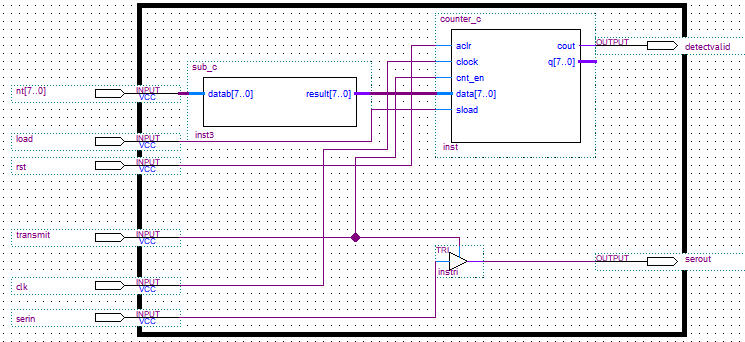 counter_c
aclr
cout
OUTPUT
detectvalid
clock
q[7..0]
sub_c
cnt_en
nt[7..0]
INPUT
VCC
datab[7..0]
result[7..0]
data[7..0]
sload
inst3
load
INPUT
VCC
inst
rst
INPUT
VCC
transmit
INPUT
VCC
TRI
OUTPUT
serout
instri
clk
INPUT
VCC
serin
INPUT
VCC